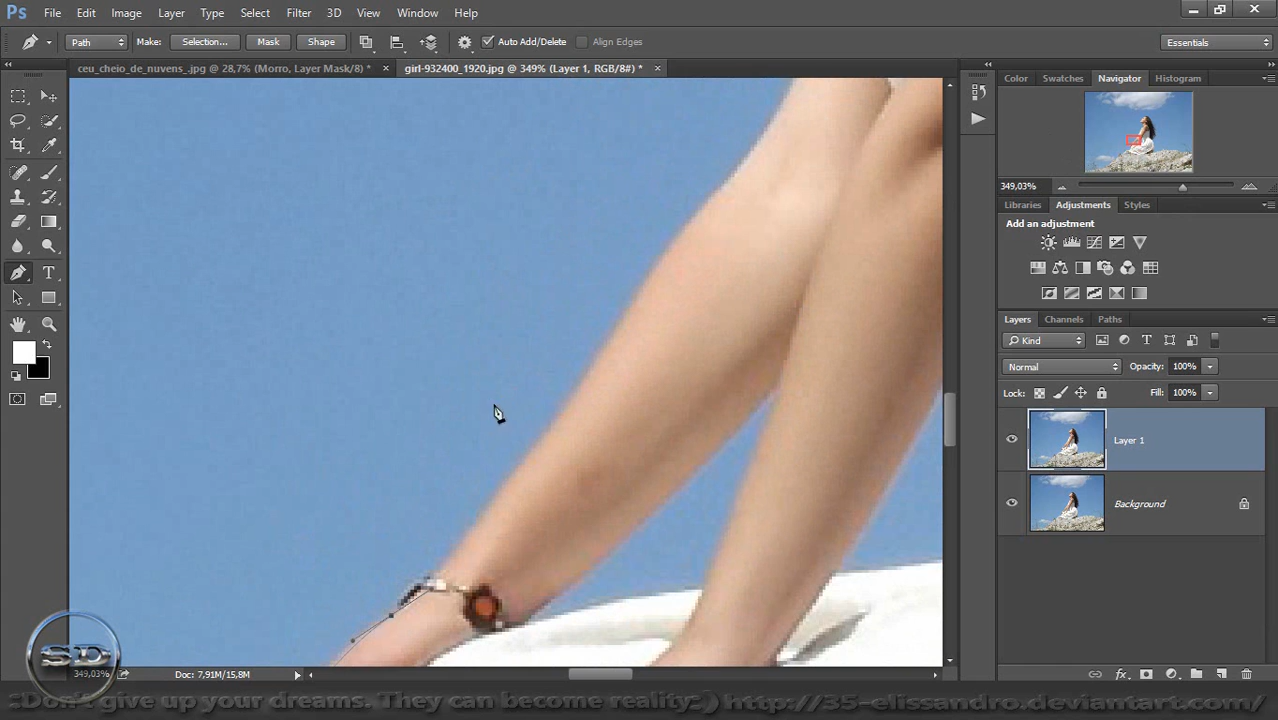 Ps File Edit Image Layer Type Select Filter 3D View Window Help
Path Make: Selection... Mask Shape Auto Add/Delete Align Edges Essentials
ceu_cheio_de_nuvens_.jpg @ 28,7% (Morro, Layer Mask/8) * × girl-932400_1920.jpg @ 349% (Layer 1, RGB/8#) * ×
Color Swatches Navigator Histogram
349,03%
Libraries Adjustments Styles
Add an adjustment
Layers Channels Paths
Kind
Normal Opacity: 100%
Lock: Fill: 100%
Layer 1
Background
SD
349,03% Doc: 7,91M/15,8M
:Don't give up your dreams. They can become reality:) http://35-elissandro.deviantart.com/